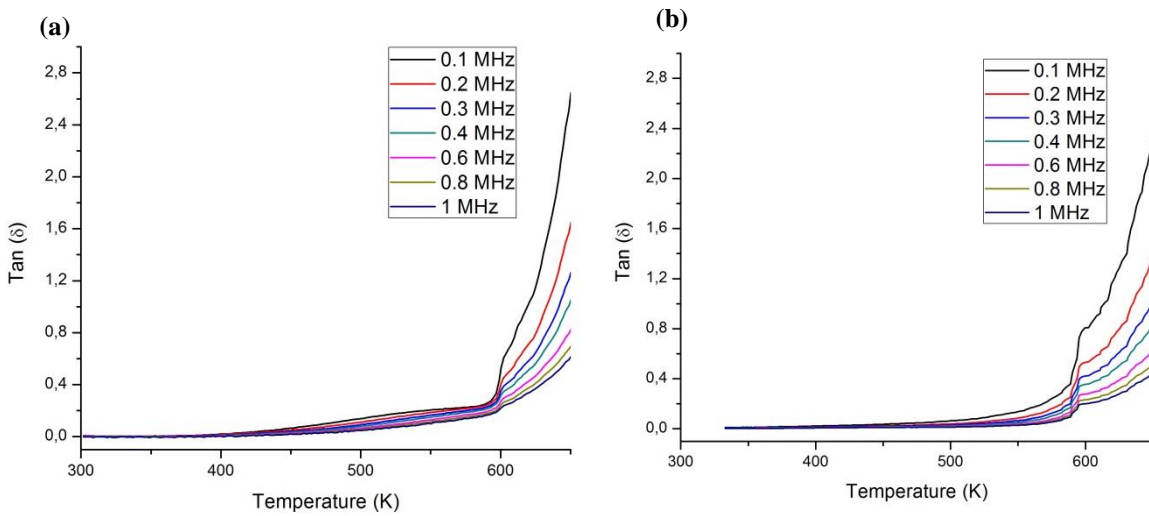 (a)
0.1 MHz
0.2 MHz
0.3 MHz
0.4 MHz
0.6 MHz
0.8 MHz
1 MHz
2,8
2,4
2,0
1,6
1,2
0,8
0,4
0,0
Tan (δ)
300
400
500
600
Temperature (K)
(b)
0.1 MHz
0.2 MHz
0.3 MHz
0.4 MHz
0.6 MHz
0.8 MHz
1 MHz
2,8
2,4
2,0
1,6
1,2
0,8
0,4
0,0
Tan (δ)
300
400
500
600
Temperature (K)